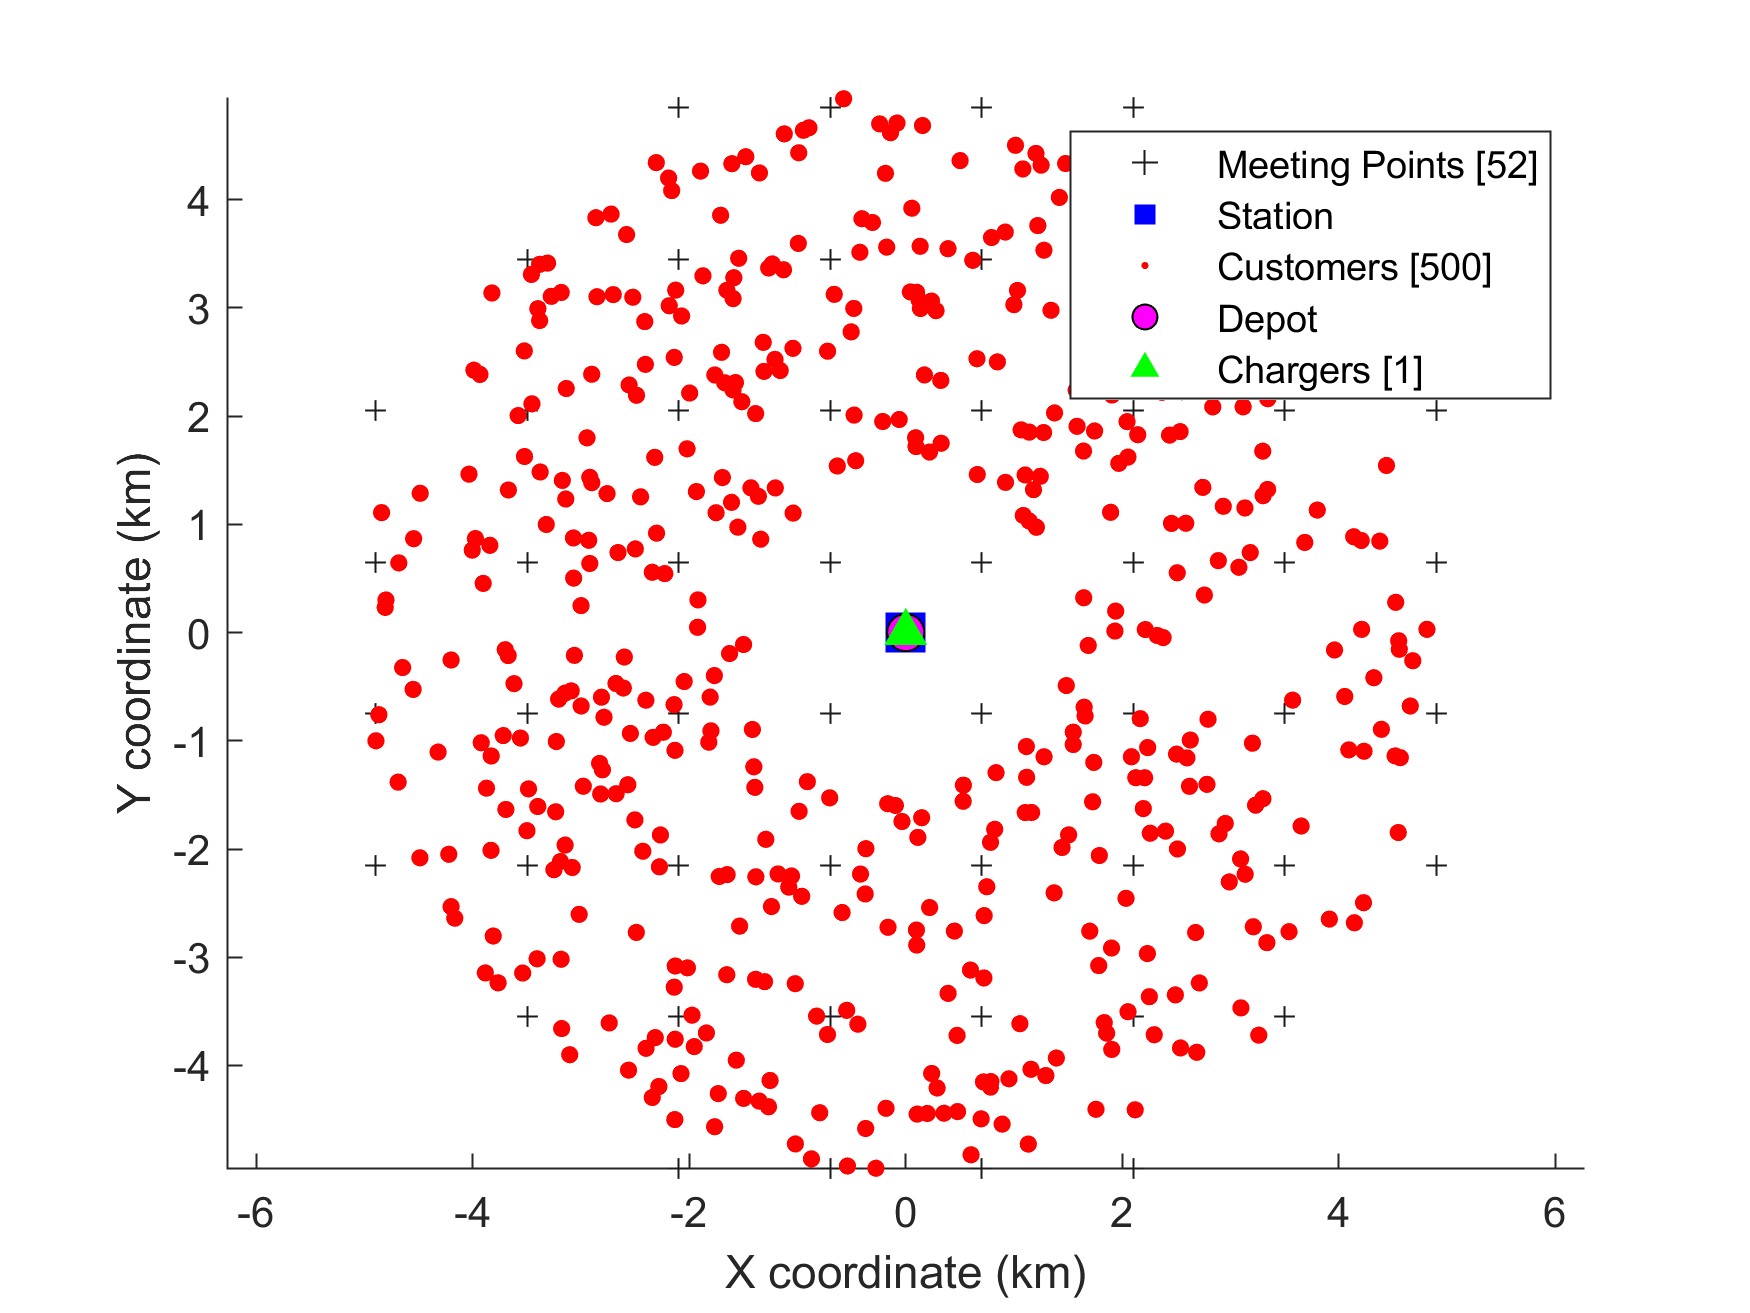 Meeting Points [52]
Station
Customers [500]
Depot
Chargers [1]
Y coordinate (km)
4
3
2
1
0
-1
-2
-3
-4
-6
-4
-2
0
2
4
6
X coordinate (km)